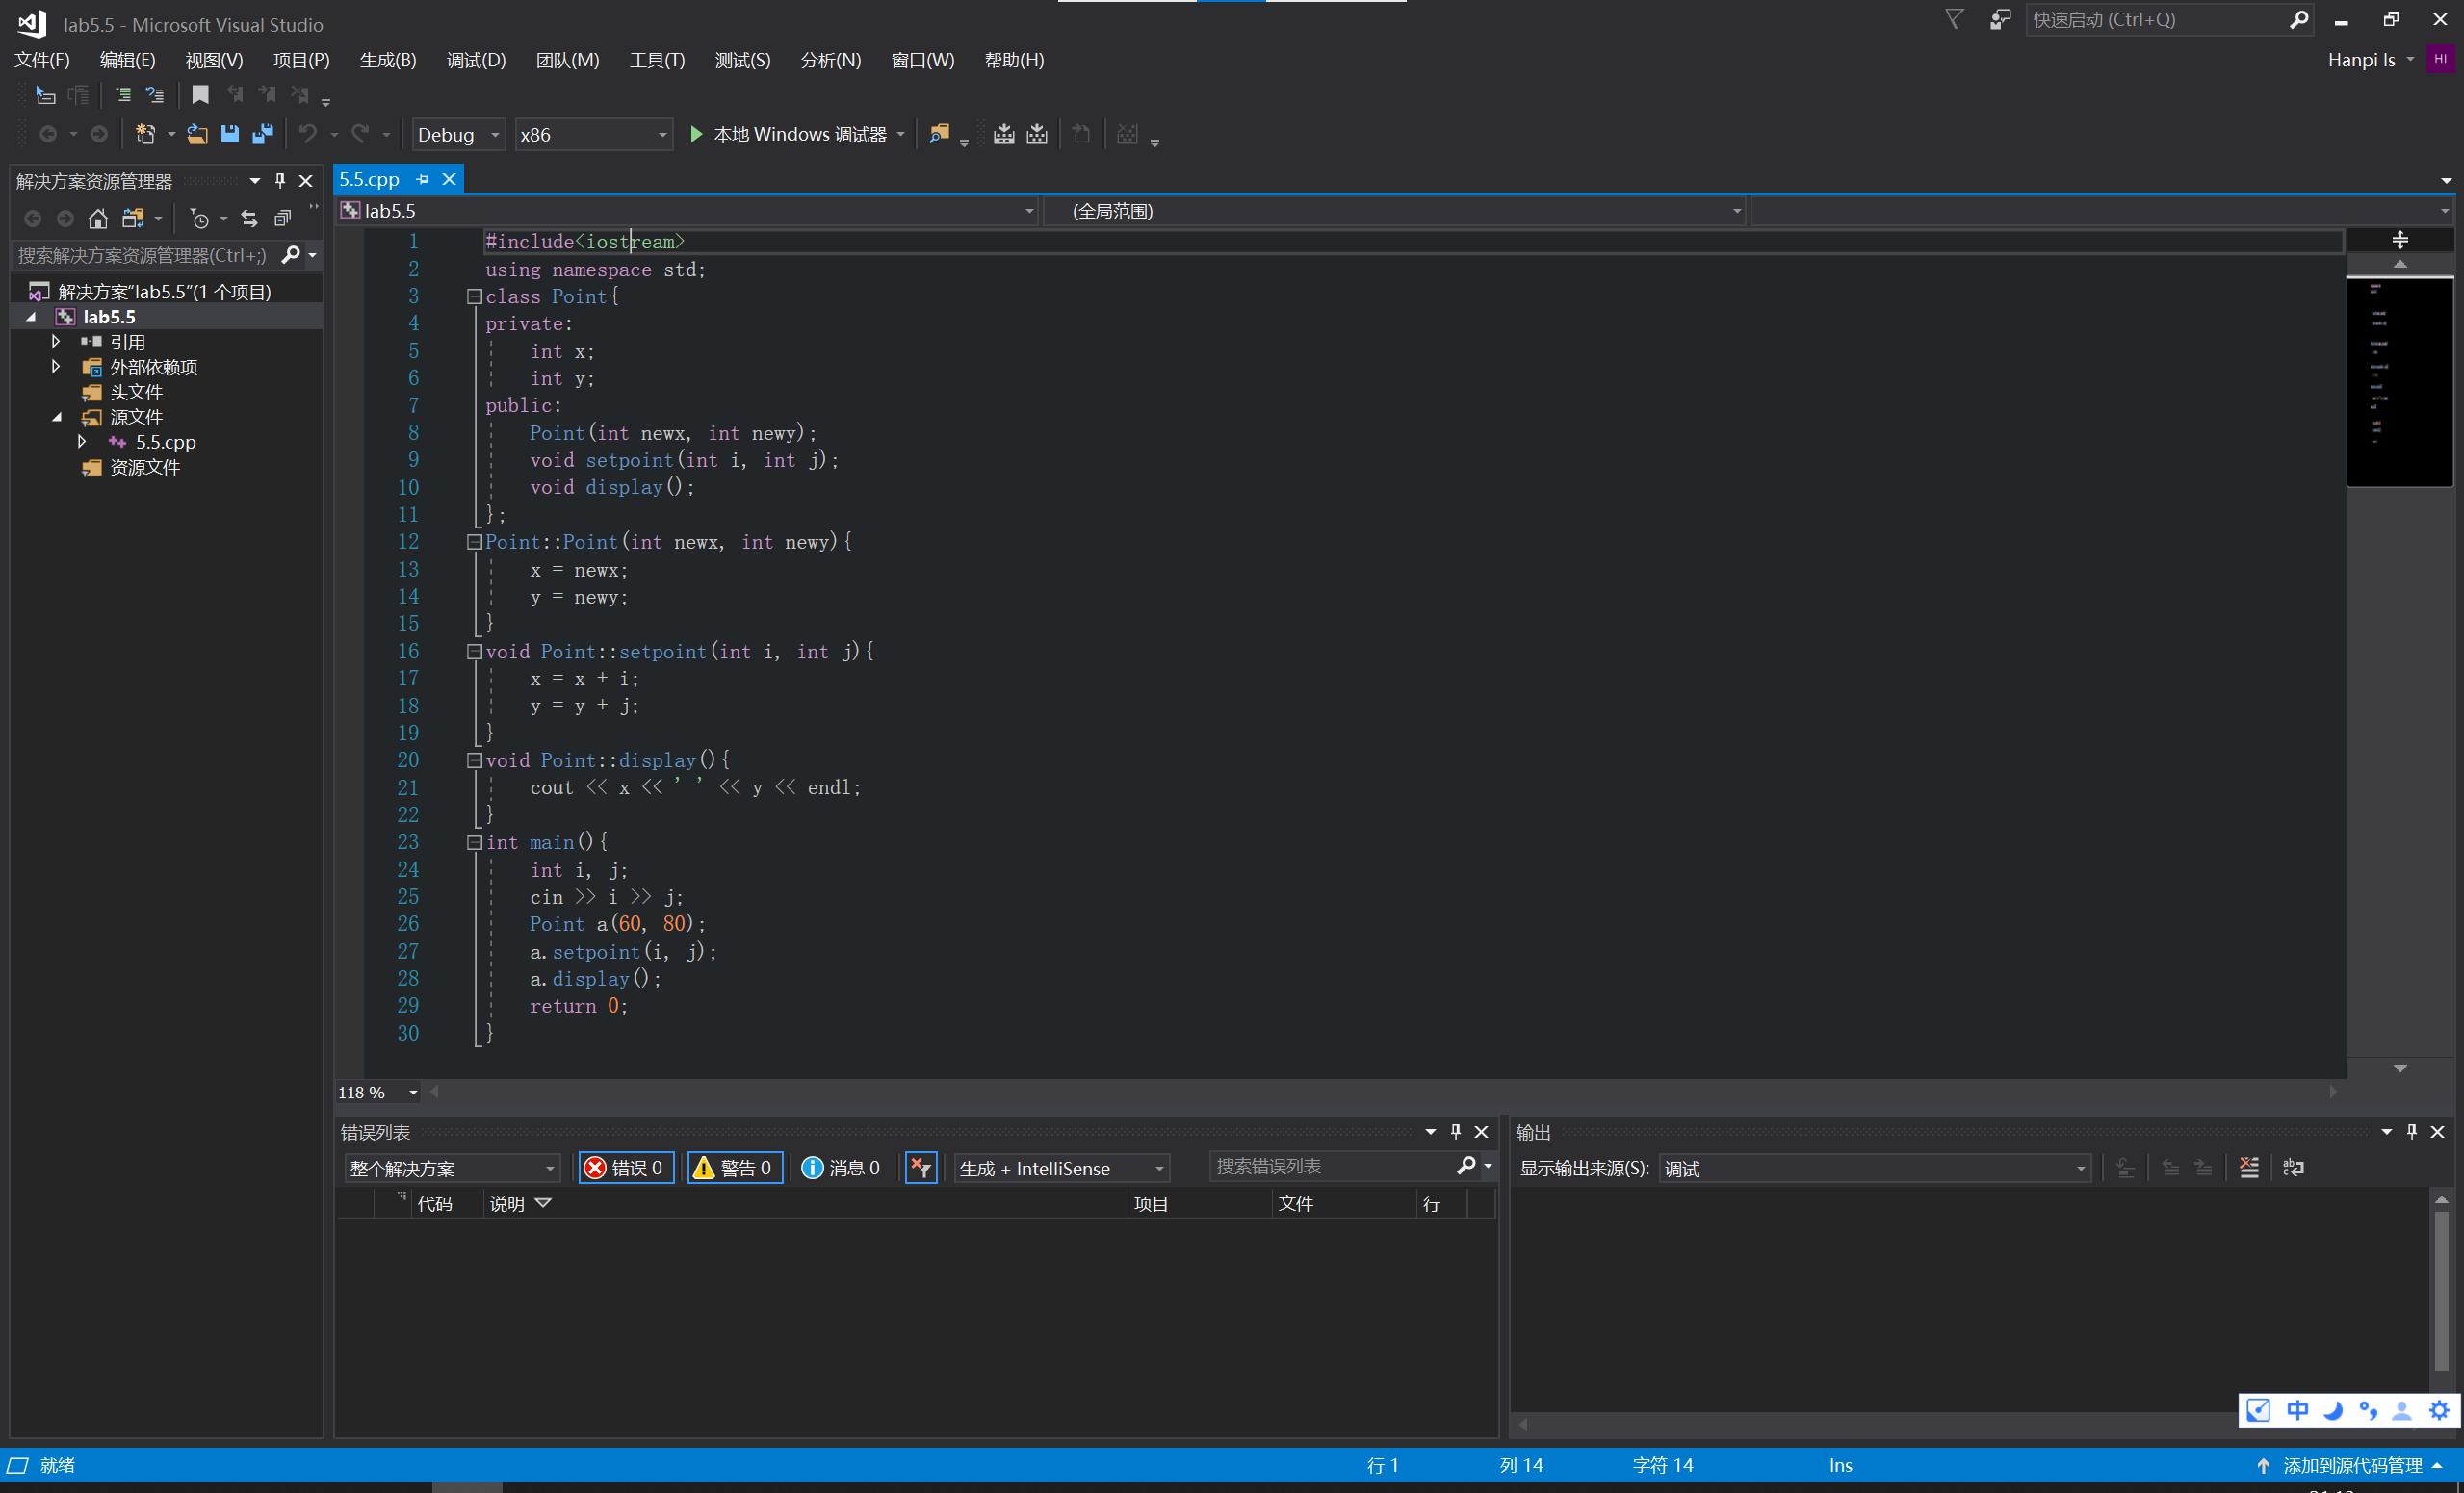 lab5.5 - Microsoft Visual Studio
快速启动 (Ctrl+Q)
文件(F) 编辑(E) 视图(V) 项目(P) 生成(B) 调试(D) 团队(M) 工具(T) 测试(S) 分析(N) 窗口(W) 帮助(H)
Hanpi ls HI
Debug x86 本地 Windows 调试器
解决方案资源管理器
搜索解决方案资源管理器(Ctrl+;)
解决方案"lab5.5"(1 个项目)
lab5.5
引用
外部依赖项
头文件
源文件
5.5.cpp
资源文件
5.5.cpp
lab5.5 (全局范围)
1 #include<iostream>
2 using namespace std;
3 class Point{
4 private:
5 int x;
6 int y;
7 public:
8 Point(int newx, int newy);
9 void setpoint(int i, int j);
10 void display();
11 };
12 Point::Point(int newx, int newy){
13 x = newx;
14 y = newy;
15 }
16 void Point::setpoint(int i, int j){
17 x = x + i;
18 y = y + j;
19 }
20 void Point::display(){
21 cout << x << ' ' << y << endl;
22 }
23 int main(){
24 int i, j;
25 cin >> i >> j;
26 Point a(60, 80);
27 a.setpoint(i, j);
28 a.display();
29 return 0;
30 }
118 %
错误列表
整个解决方案 错误 0 警告 0 消息 0 生成 + IntelliSense 搜索错误列表
代码 说明 项目 文件 行
输出
显示输出来源(S): 调试
中
就绪 行 1 列 14 字符 14 Ins 添加到源代码管理